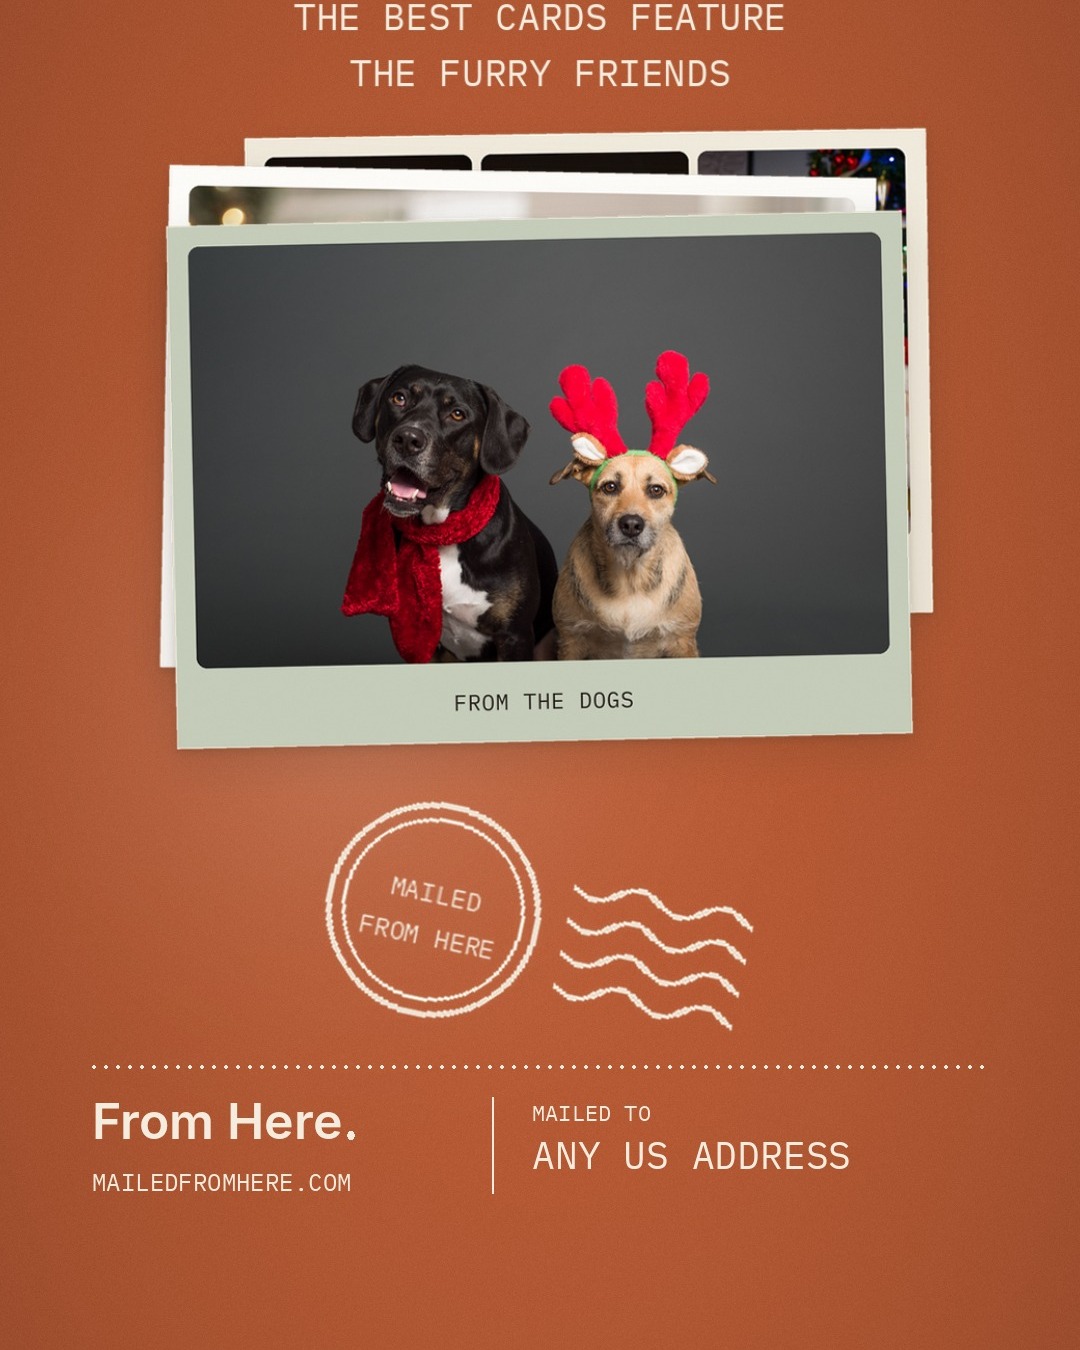 THE BEST CARDS FEATURE
THE FURRY FRIENDS
FROM THE DOGS
MAILED
FROM HERE
From Here.
MAILEDFROMHERE.COM
MAILED TO
ANY US ADDRESS